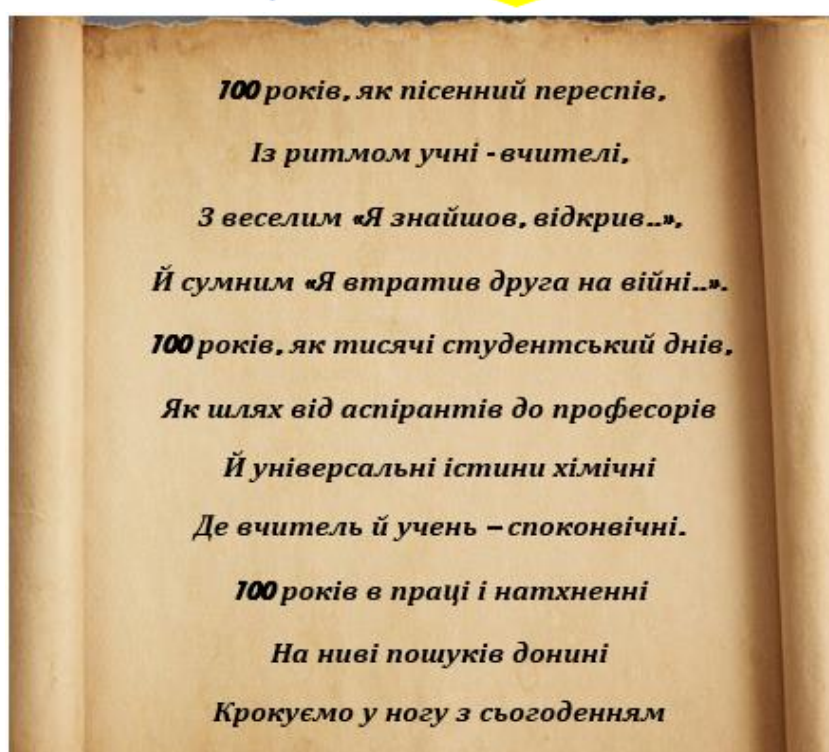 100 років, як пісенний переспів,
Із ритмом учні - вчителі,
З веселим «Я знайшов, відкрив..»,
Й сумним «Я втратив друга на війні..».
100 років, як тисячі студентський днів,
Як шлях від аспірантів до професорів
Й універсальні істини хімічні
Де вчитель й учень – споконвічні.
100 років в праці і натхненні
На ниві пошуків донині
Крокуємо у ногу з сьогоденням